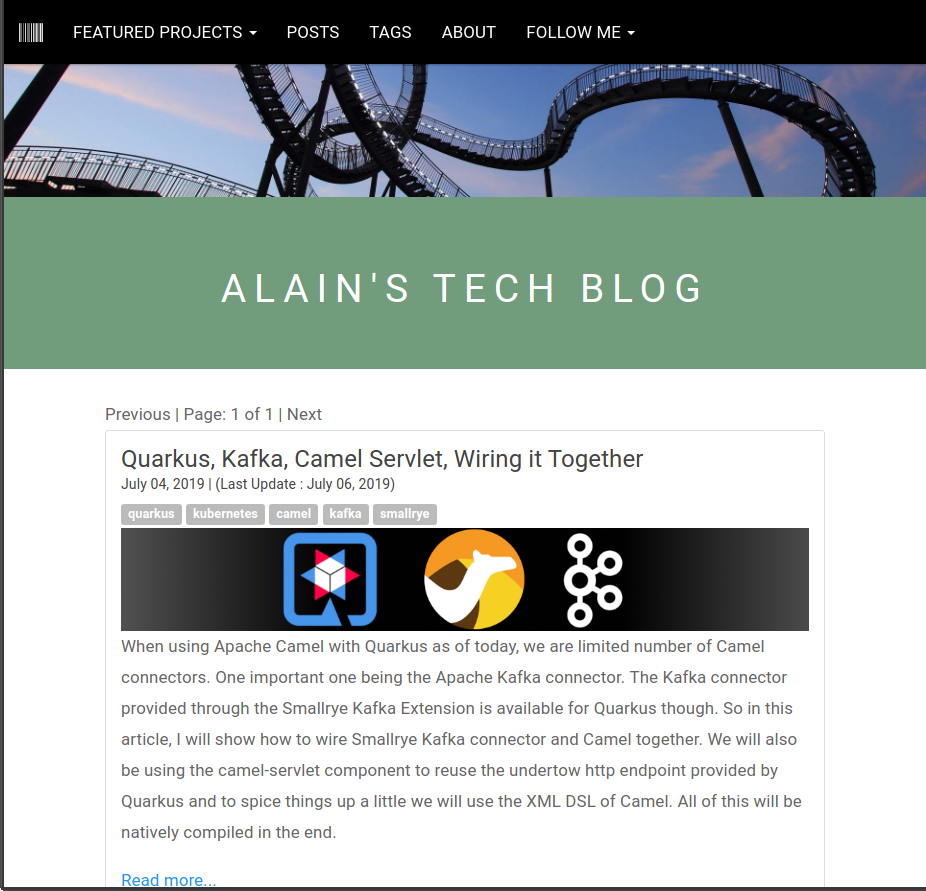 FEATURED PROJECTS POSTS TAGS ABOUT FOLLOW ME
ALAIN'S TECH BLOG
Previous | Page: 1 of 1 | Next
Quarkus, Kafka, Camel Servlet, Wiring it Together
July 04, 2019 | (Last Update : July 06, 2019)
quarkus kubernetes camel kafka smallrye
When using Apache Camel with Quarkus as of today, we are limited number of Camel
connectors. One important one being the Apache Kafka connector. The Kafka connector
provided through the Smallrye Kafka Extension is available for Quarkus though. So in this
article, I will show how to wire Smallrye Kafka connector and Camel together. We will also
be using the camel-servlet component to reuse the undertow http endpoint provided by
Quarkus and to spice things up a little we will use the XML DSL of Camel. All of this will be
natively compiled in the end.
Read more...